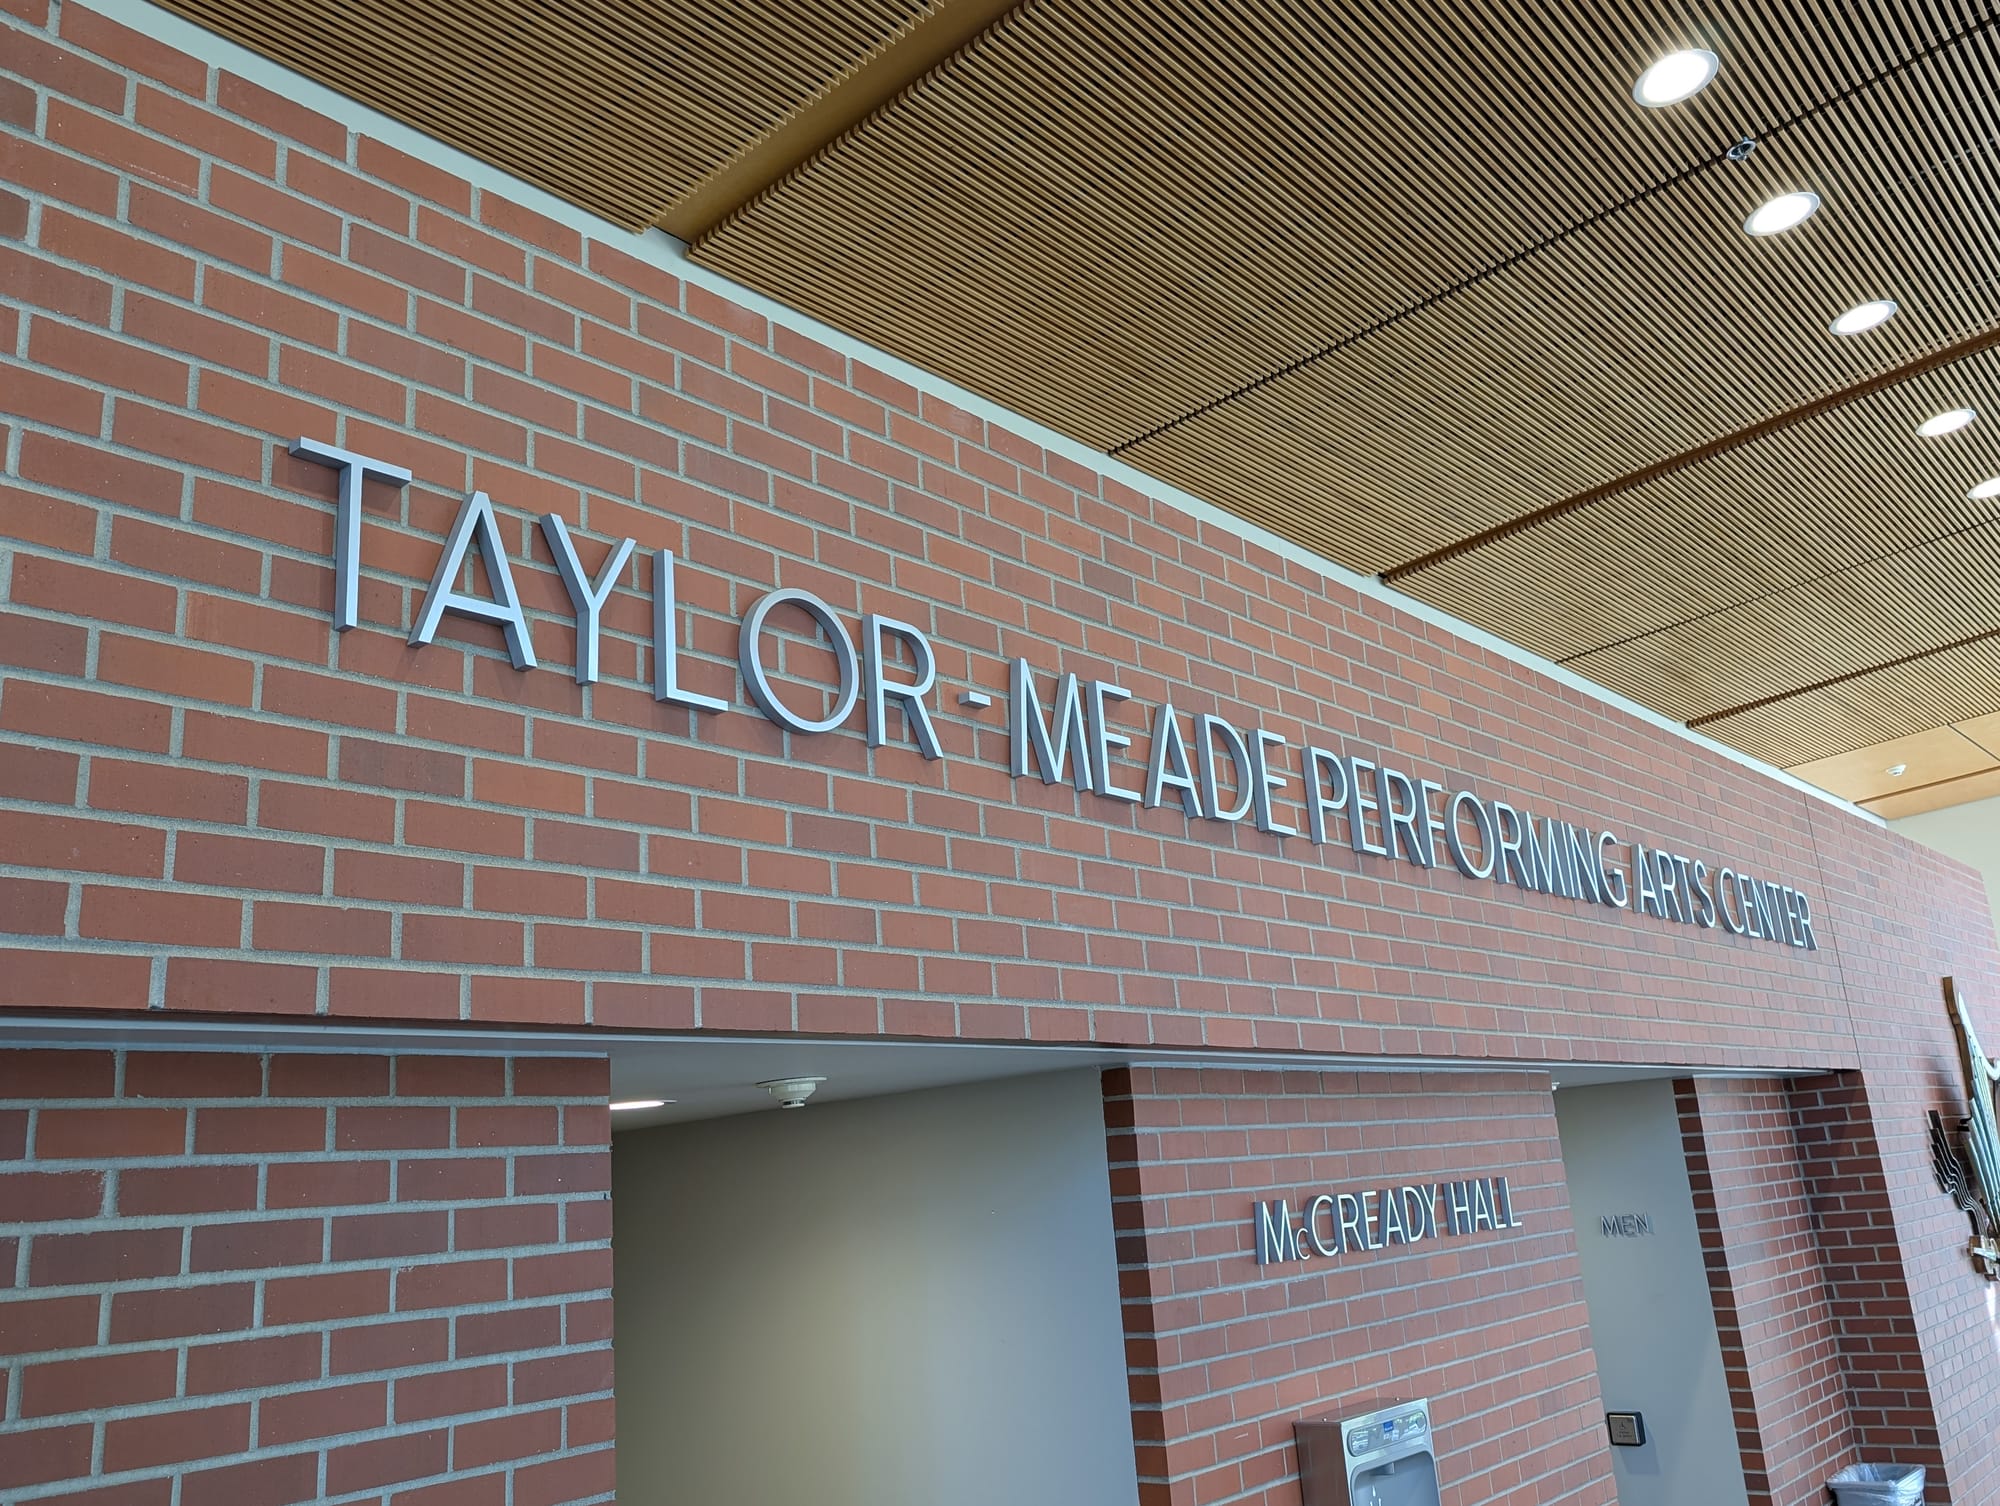 TAYLOR-MEADE PERFORMING ARTS CENTER
McCREADY HALL
MEN